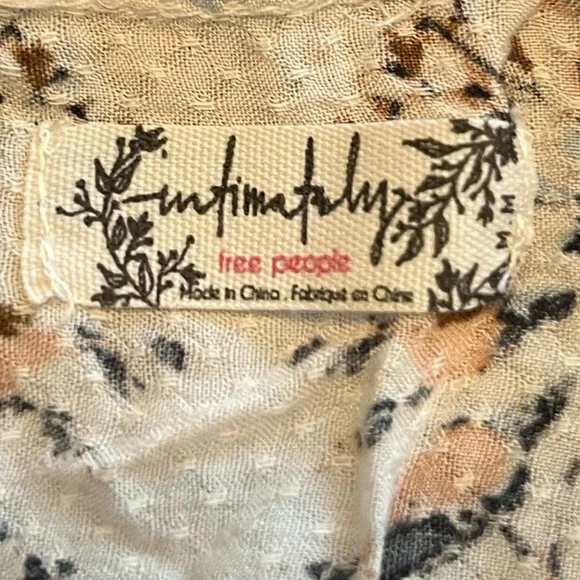 intimately
free people
Made in China . Fabriqué en Chine
M M